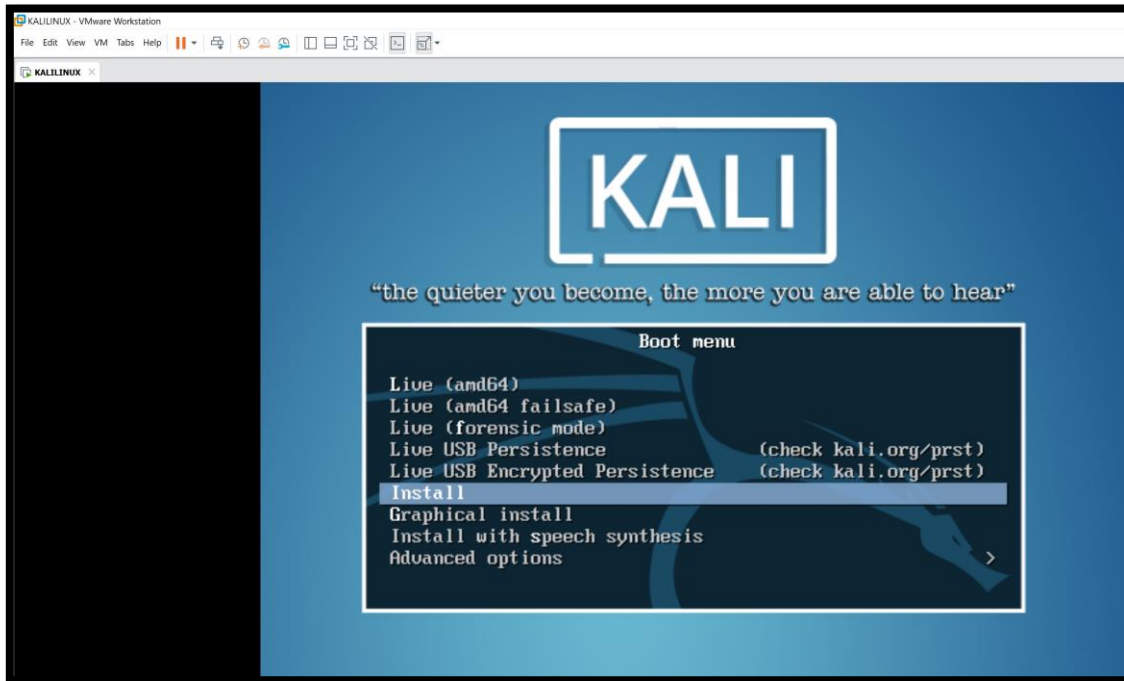 KALILINUX - VMware Workstation
File Edit View VM Tabs Help
KALILINUX
KALI
“the quieter you become, the more you are able to hear”
Boot menu
Live (amd64)
Live (amd64 failsafe)
Live (forensic mode)
Live USB Persistence (check kali.org/prst)
Live USB Encrypted Persistence (check kali.org/prst)
Install
Graphical install
Install with speech synthesis
Advanced options >